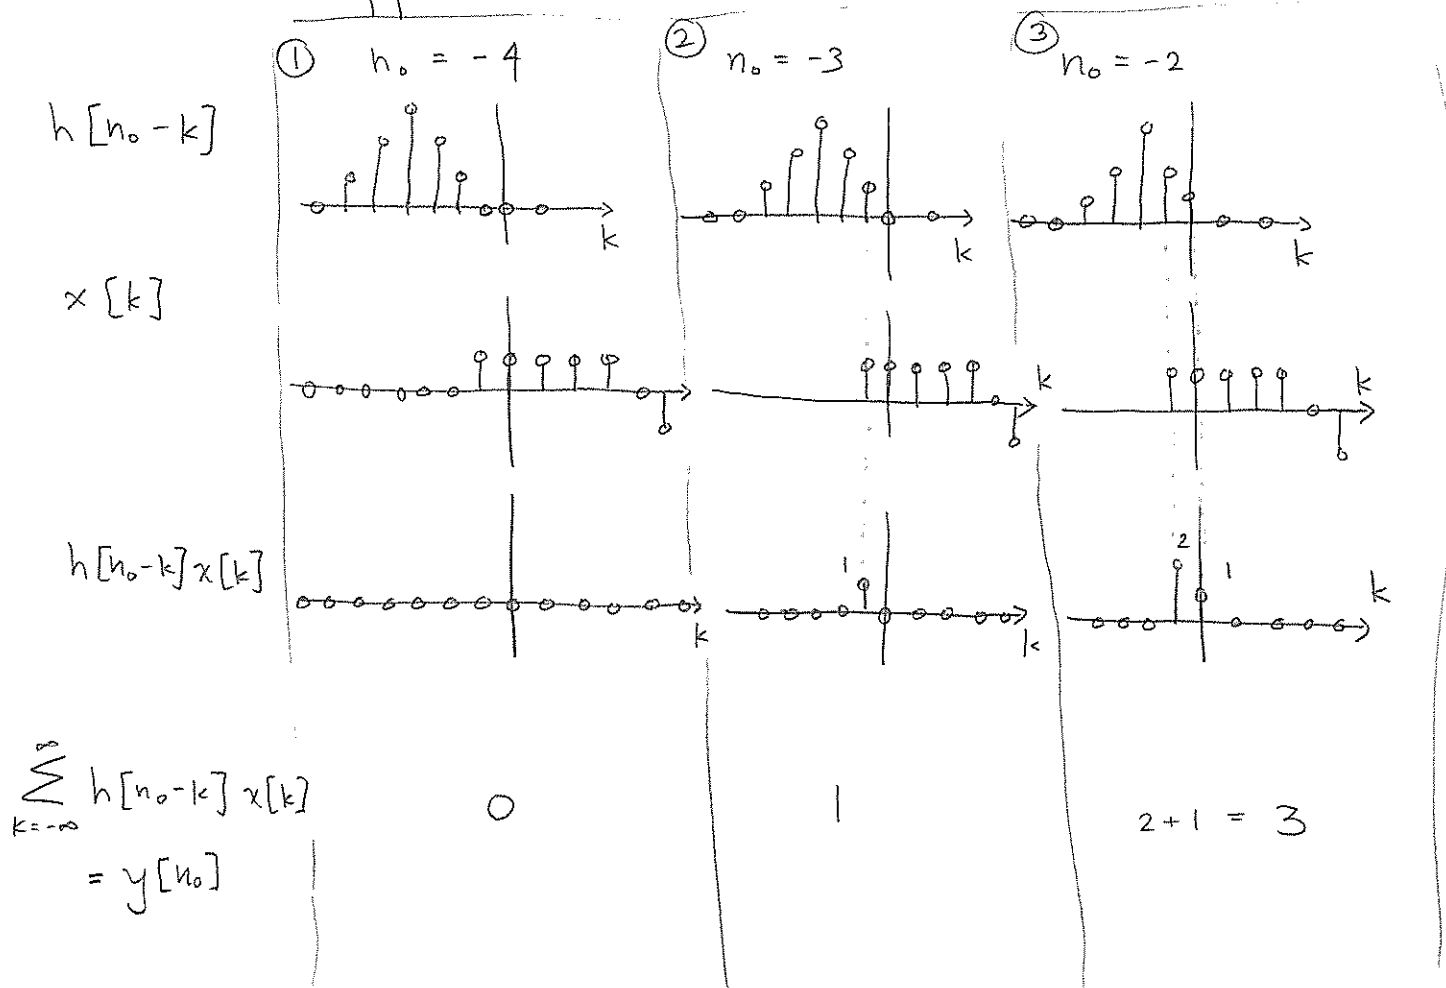 ① n₀ = -4
② n₀ = -3
③ n₀ = -2
h[n₀-k]
k
k
k
x[k]
k
k
h[n₀-k]x[k]
1
2
1
k
k
k
∞
∑ h[n₀-k] x[k]
k=-∞
= y[n₀]
0
1
2+1 = 3